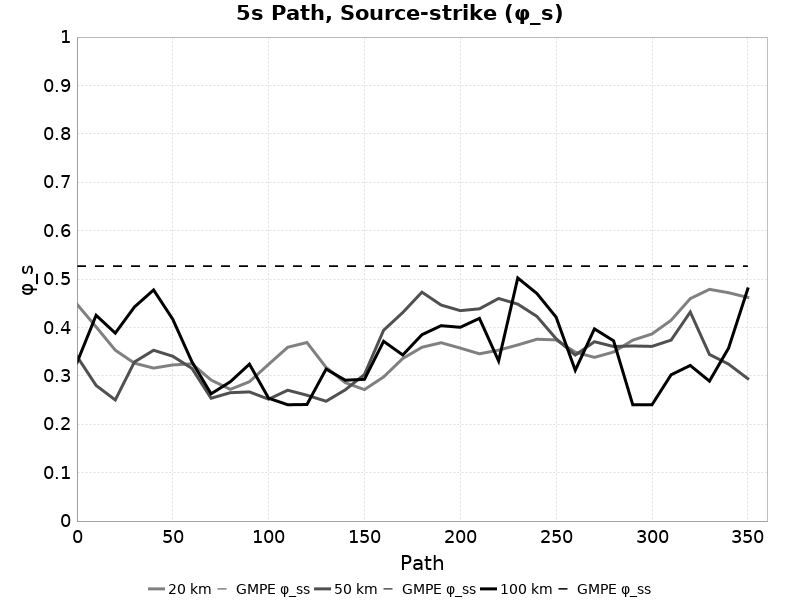 5s Path, Source-strike (φ_s)
1
0.9
0.8
0.7
0.6
0.5
0.4
0.3
0.2
0.1
0
φ_s
0 50 100 150 200 250 300 350
Path
20 km GMPE φ_ss 50 km GMPE φ_ss 100 km GMPE φ_ss